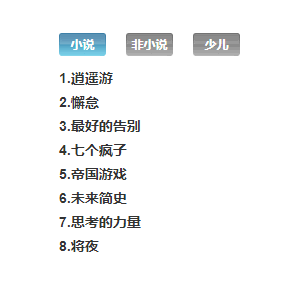 小说 非小说 少儿
1.逍遥游
2.懈怠
3.最好的告别
4.七个疯子
5.帝国游戏
6.未来简史
7.思考的力量
8.将夜